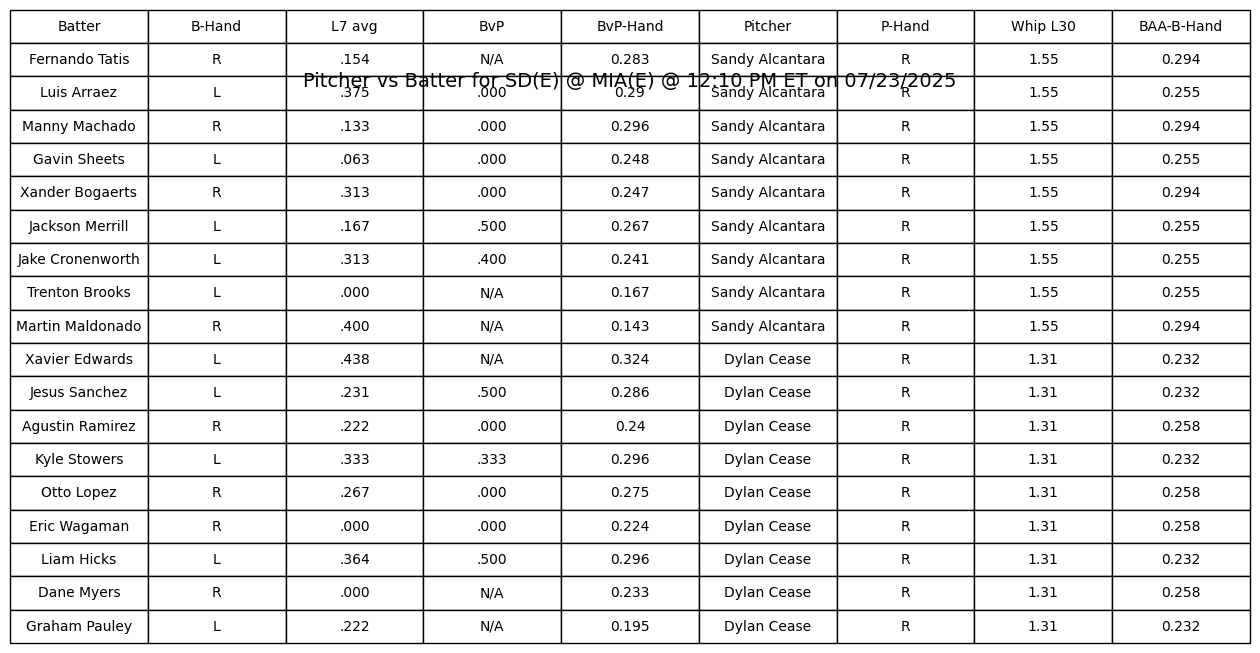 Batter B-Hand L7 avg BvP BvP-Hand Pitcher P-Hand Whip L30 BAA-B-Hand
Fernando Tatis R .154 N/A 0.283 Sandy Alcantara R 1.55 0.294
Pitcher vs Batter for SD(E) @ MIA(E) @ 12:10 PM ET on 07/23/2025
Luis Arraez L .375 .000 0.29 Sandy Alcantara R 1.55 0.255
Manny Machado R .133 .000 0.296 Sandy Alcantara R 1.55 0.294
Gavin Sheets L .063 .000 0.248 Sandy Alcantara R 1.55 0.255
Xander Bogaerts R .313 .000 0.247 Sandy Alcantara R 1.55 0.294
Jackson Merrill L .167 .500 0.267 Sandy Alcantara R 1.55 0.255
Jake Cronenworth L .313 .400 0.241 Sandy Alcantara R 1.55 0.255
Trenton Brooks L .000 N/A 0.167 Sandy Alcantara R 1.55 0.255
Martin Maldonado R .400 N/A 0.143 Sandy Alcantara R 1.55 0.294
Xavier Edwards L .438 N/A 0.324 Dylan Cease R 1.31 0.232
Jesus Sanchez L .231 .500 0.286 Dylan Cease R 1.31 0.232
Agustin Ramirez R .222 .000 0.24 Dylan Cease R 1.31 0.258
Kyle Stowers L .333 .333 0.296 Dylan Cease R 1.31 0.232
Otto Lopez R .267 .000 0.275 Dylan Cease R 1.31 0.258
Eric Wagaman R .000 .000 0.224 Dylan Cease R 1.31 0.258
Liam Hicks L .364 .500 0.296 Dylan Cease R 1.31 0.232
Dane Myers R .000 N/A 0.233 Dylan Cease R 1.31 0.258
Graham Pauley L .222 N/A 0.195 Dylan Cease R 1.31 0.232